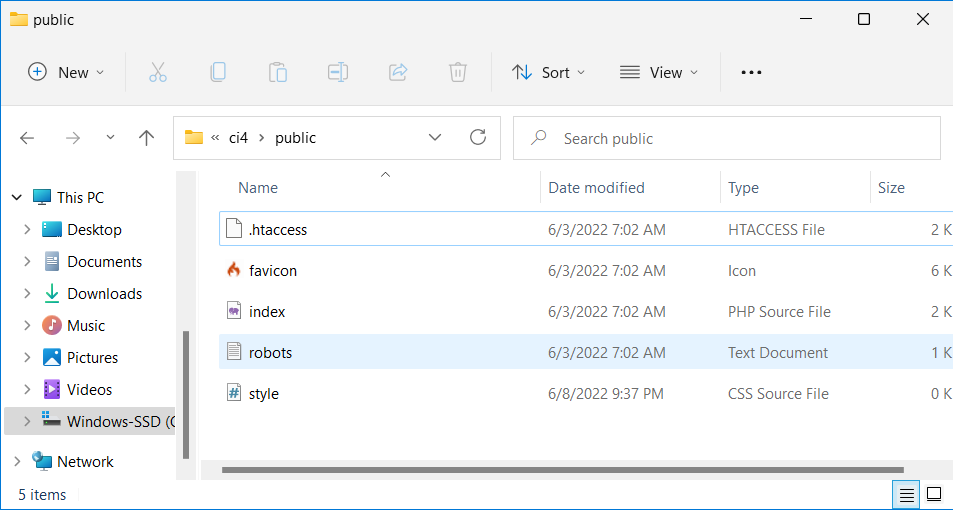 public
New Sort View
ci4 public Search public
Name Date modified Type Size
This PC
Desktop
Documents
Downloads
Music
Pictures
Videos
Windows-SSD (C
Network
.htaccess 6/3/2022 7:02 AM HTACCESS File 2 K
favicon 6/3/2022 7:02 AM Icon 6 K
index 6/3/2022 7:02 AM PHP Source File 2 K
robots 6/3/2022 7:02 AM Text Document 1 K
style 6/8/2022 9:37 PM CSS Source File 0 K
5 items